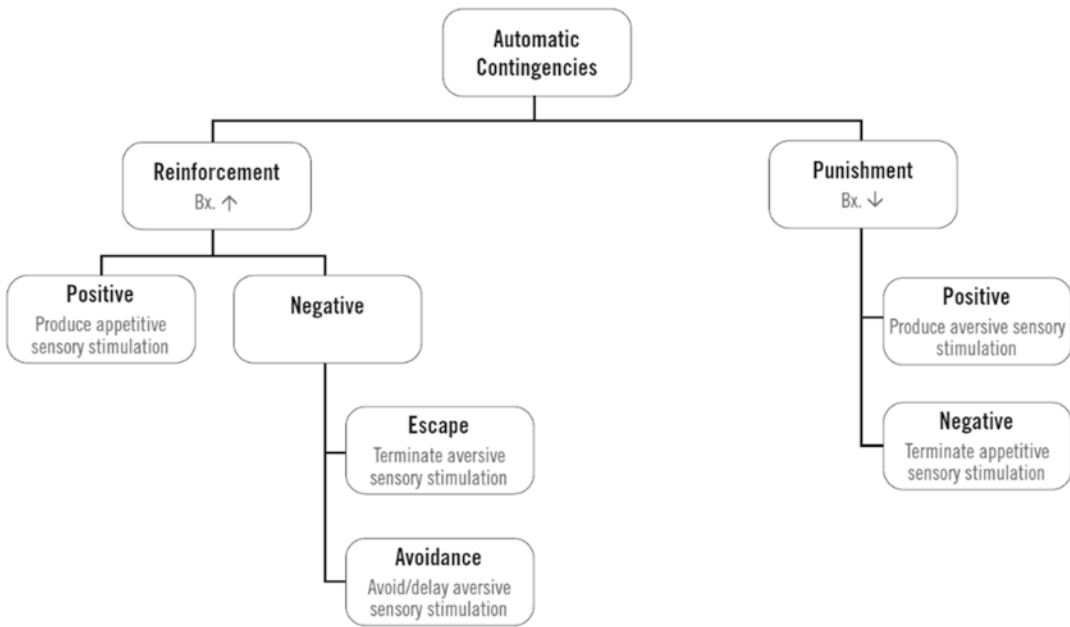 Automatic
Contingencies
Reinforcement
Bx. ↑
Punishment
Bx. ↓
Positive
Produce appetitive
sensory stimulation
Negative
Positive
Produce aversive sensory
stimulation
Escape
Terminate aversive
sensory stimulation
Negative
Terminate appetitive
sensory stimulation
Avoidance
Avoid/delay aversive
sensory stimulation